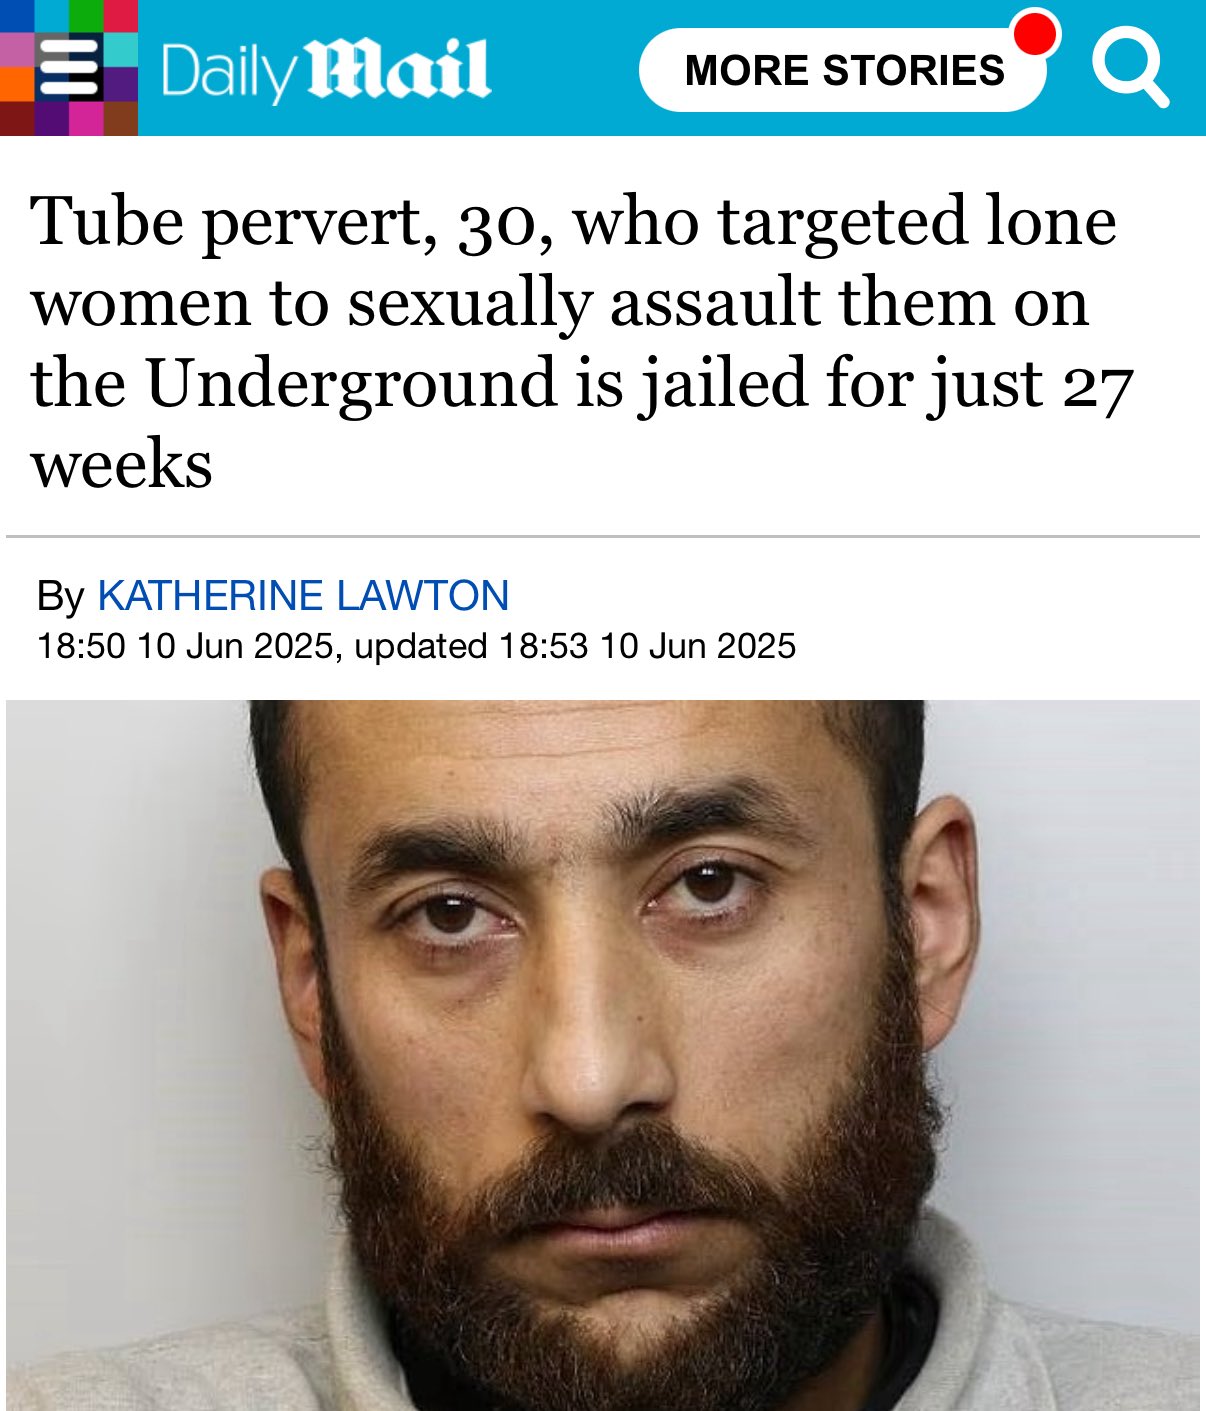 Daily Mail
MORE STORIES
Tube pervert, 30, who targeted lone
women to sexually assault them on
the Underground is jailed for just 27
weeks
By KATHERINE LAWTON
18:50 10 Jun 2025, updated 18:53 10 Jun 2025